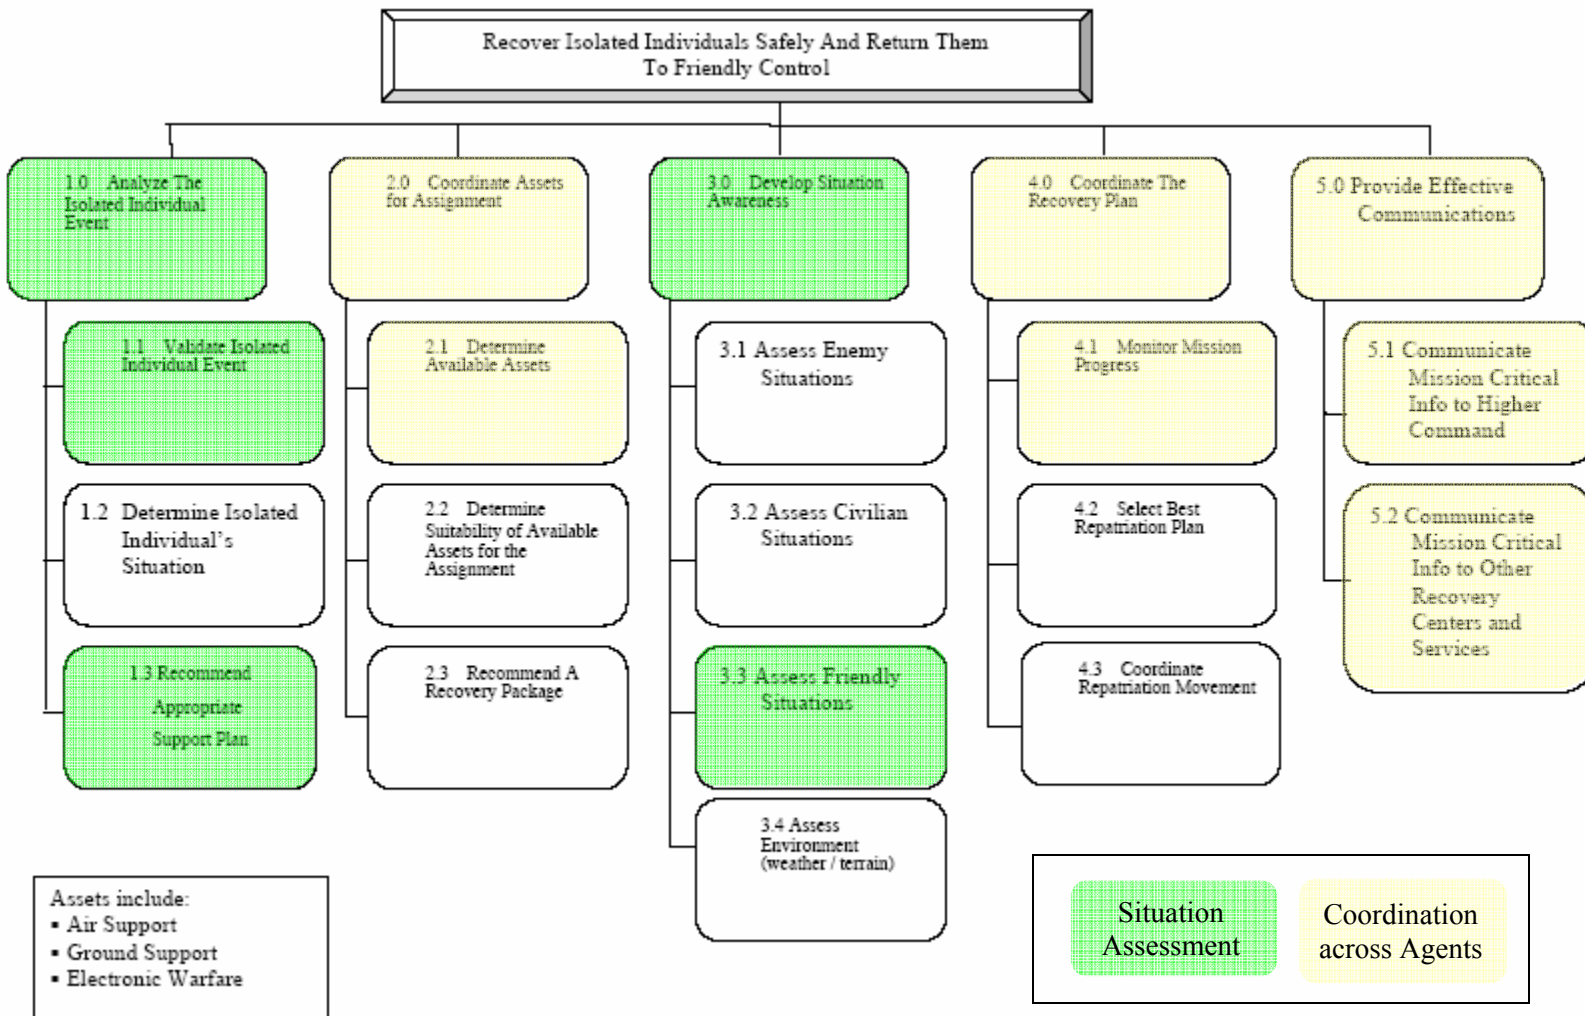 Recover Isolated Individuals Safely And Return Them
To Friendly Control
1.0 Analyze The
Isolated Individual
Event
2.0 Coordinate Assets
for Assignment
3.0 Develop Situation
Awareness
4.0 Coordinate The
Recovery Plan
5.0 Provide Effective
Communications
1.1 Validate Isolated
Individual Event
2.1 Determine
Available Assets
3.1 Assess Enemy
Situations
4.1 Monitor Mission
Progress
5.1 Communicate
Mission Critical
Info to Higher
Command
1.2 Determine Isolated
Individual's
Situation
2.2 Determine
Suitability of Available
Assets for the
Assignment
3.2 Assess Civilian
Situations
4.2 Select Best
Repatriation Plan
5.2 Communicate
Mission Critical
Info to Other
Recovery
Centers and
Services
1.3 Recommend
Appropriate
Support Plan
2.3 Recommend A
Recovery Package
3.3 Assess Friendly
Situations
4.3 Coordinate
Repatriation Movement
3.4 Assess
Environment
(weather / terrain)
Assets include:
▪ Air Support
▪ Ground Support
▪ Electronic Warfare
Situation
Assessment
Coordination
across Agents